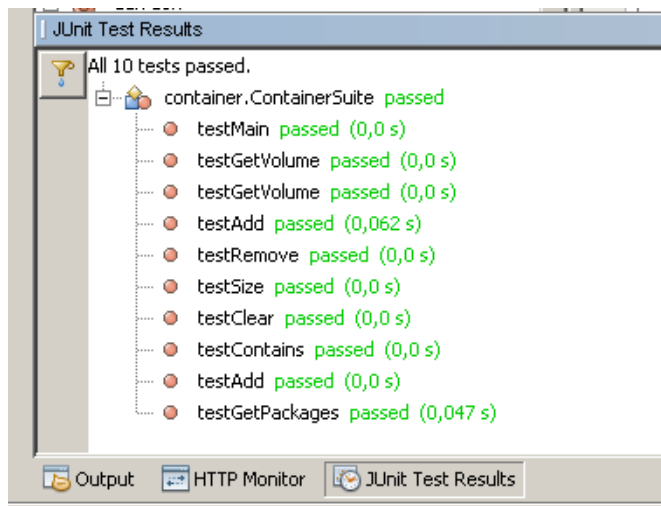 JUnit Test Results
All 10 tests passed.
container.ContainerSuite passed
testMain passed (0,0 s)
testGetVolume passed (0,0 s)
testGetVolume passed (0,0 s)
testAdd passed (0,062 s)
testRemove passed (0,0 s)
testSize passed (0,0 s)
testClear passed (0,0 s)
testContains passed (0,0 s)
testAdd passed (0,0 s)
testGetPackages passed (0,047 s)
Output HTTP Monitor JUnit Test Results